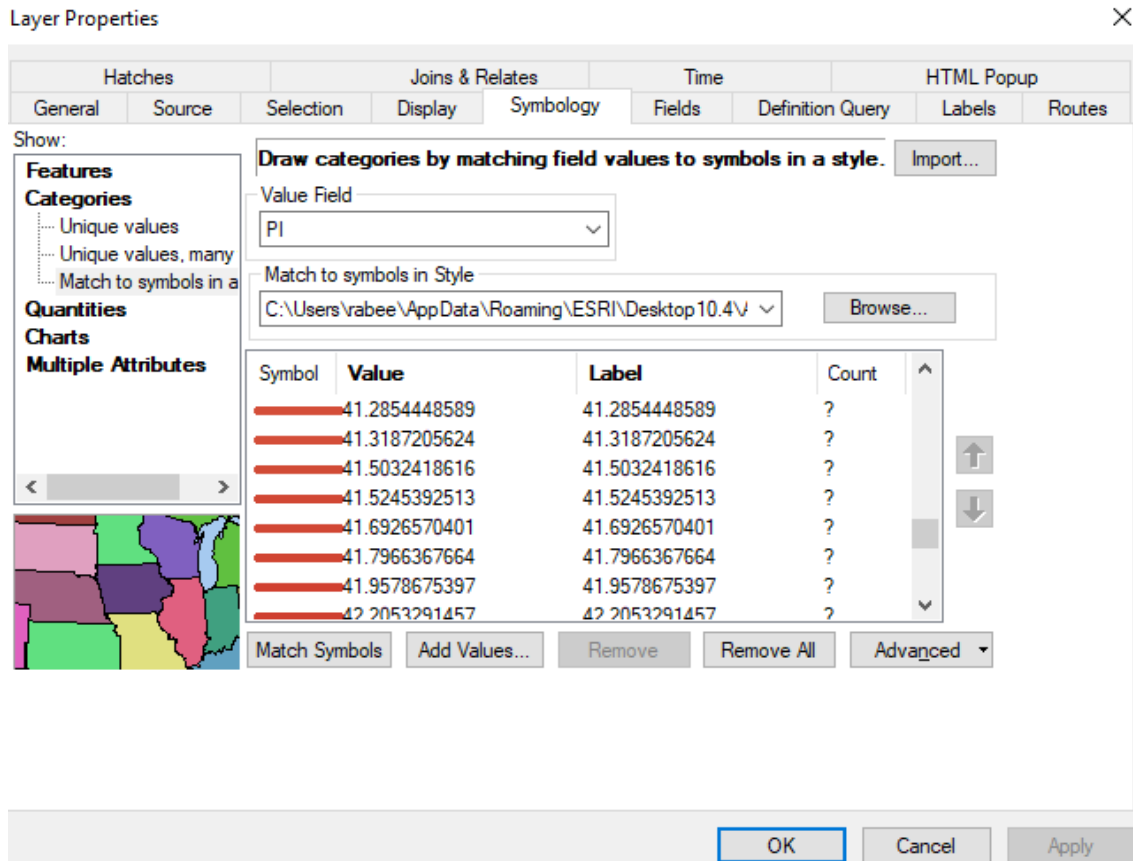 Layer Properties
Hatches Joins & Relates Time HTML Popup
General Source Selection Display Symbology Fields Definition Query Labels Routes
Show:
Features
Categories
Unique values
Unique values, many
Match to symbols in a
Quantities
Charts
Multiple Attributes
Draw categories by matching field values to symbols in a style. Import...
Value Field
PI
Match to symbols in Style
C:\Users\rabee\AppData\Roaming\ESRI\Desktop10.4\ Browse...
Symbol Value Label Count
41.2854448589 41.2854448589 ?
41.3187205624 41.3187205624 ?
41.5032418616 41.5032418616 ?
41.5245392513 41.5245392513 ?
41.6926570401 41.6926570401 ?
41.7966367664 41.7966367664 ?
41.9578675397 41.9578675397 ?
42.2053291457 42.2053291457 ?
Match Symbols Add Values... Remove Remove All Advanced
OK Cancel Apply